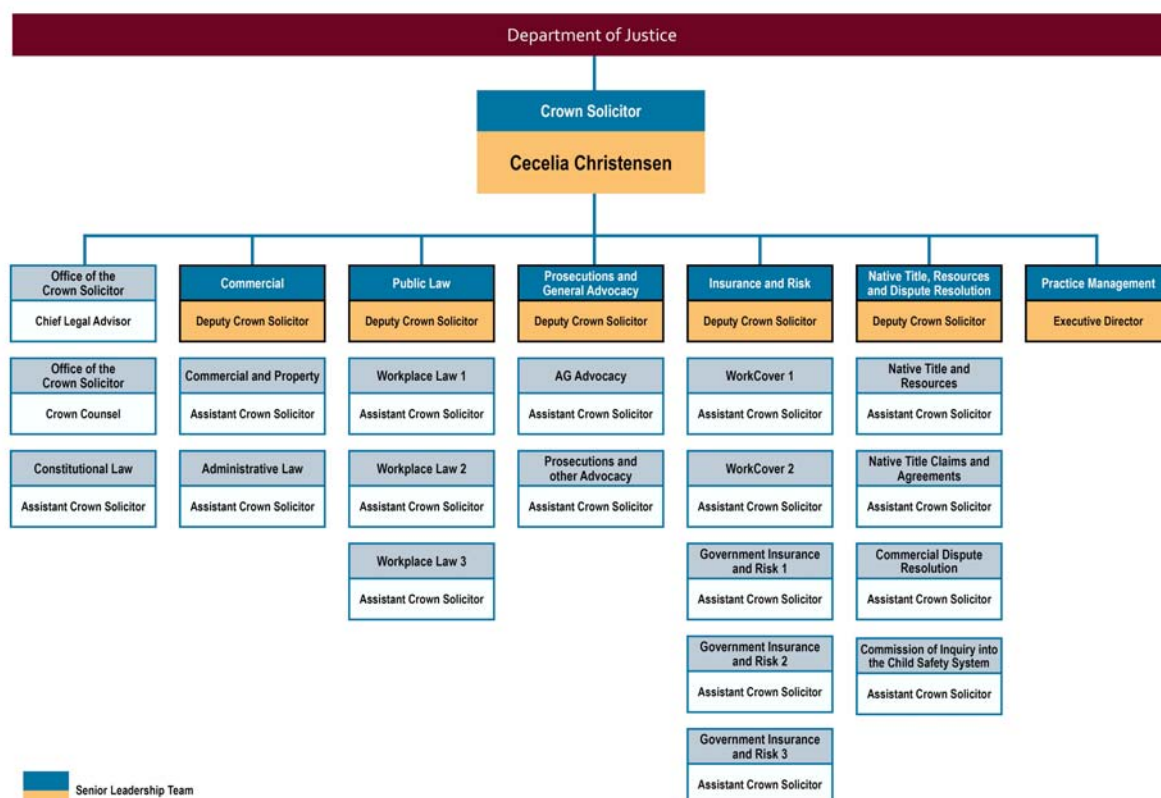 Department of Justice
Crown Solicitor
Cecelia Christensen
Office of the
Crown Solicitor
Chief Legal Advisor
Office of the
Crown Solicitor
Crown Counsel
Constitutional Law
Assistant Crown Solicitor
Commercial
Deputy Crown Solicitor
Commercial and Property
Assistant Crown Solicitor
Administrative Law
Assistant Crown Solicitor
Public Law
Deputy Crown Solicitor
Workplace Law 1
Assistant Crown Solicitor
Workplace Law 2
Assistant Crown Solicitor
Workplace Law 3
Assistant Crown Solicitor
Prosecutions and
General Advocacy
Deputy Crown Solicitor
AG Advocacy
Assistant Crown Solicitor
Prosecutions and
other Advocacy
Assistant Crown Solicitor
Insurance and Risk
Deputy Crown Solicitor
WorkCover 1
Assistant Crown Solicitor
WorkCover 2
Assistant Crown Solicitor
Government Insurance
and Risk 1
Assistant Crown Solicitor
Government Insurance
and Risk 2
Assistant Crown Solicitor
Government Insurance
and Risk 3
Assistant Crown Solicitor
Native Title, Resources
and Dispute Resolution
Deputy Crown Solicitor
Native Title and
Resources
Assistant Crown Solicitor
Native Title Claims and
Agreements
Assistant Crown Solicitor
Commercial Dispute
Resolution
Assistant Crown Solicitor
Commission of Inquiry into
the Child Safety System
Assistant Crown Solicitor
Practice Management
Executive Director
Senior Leadership Team